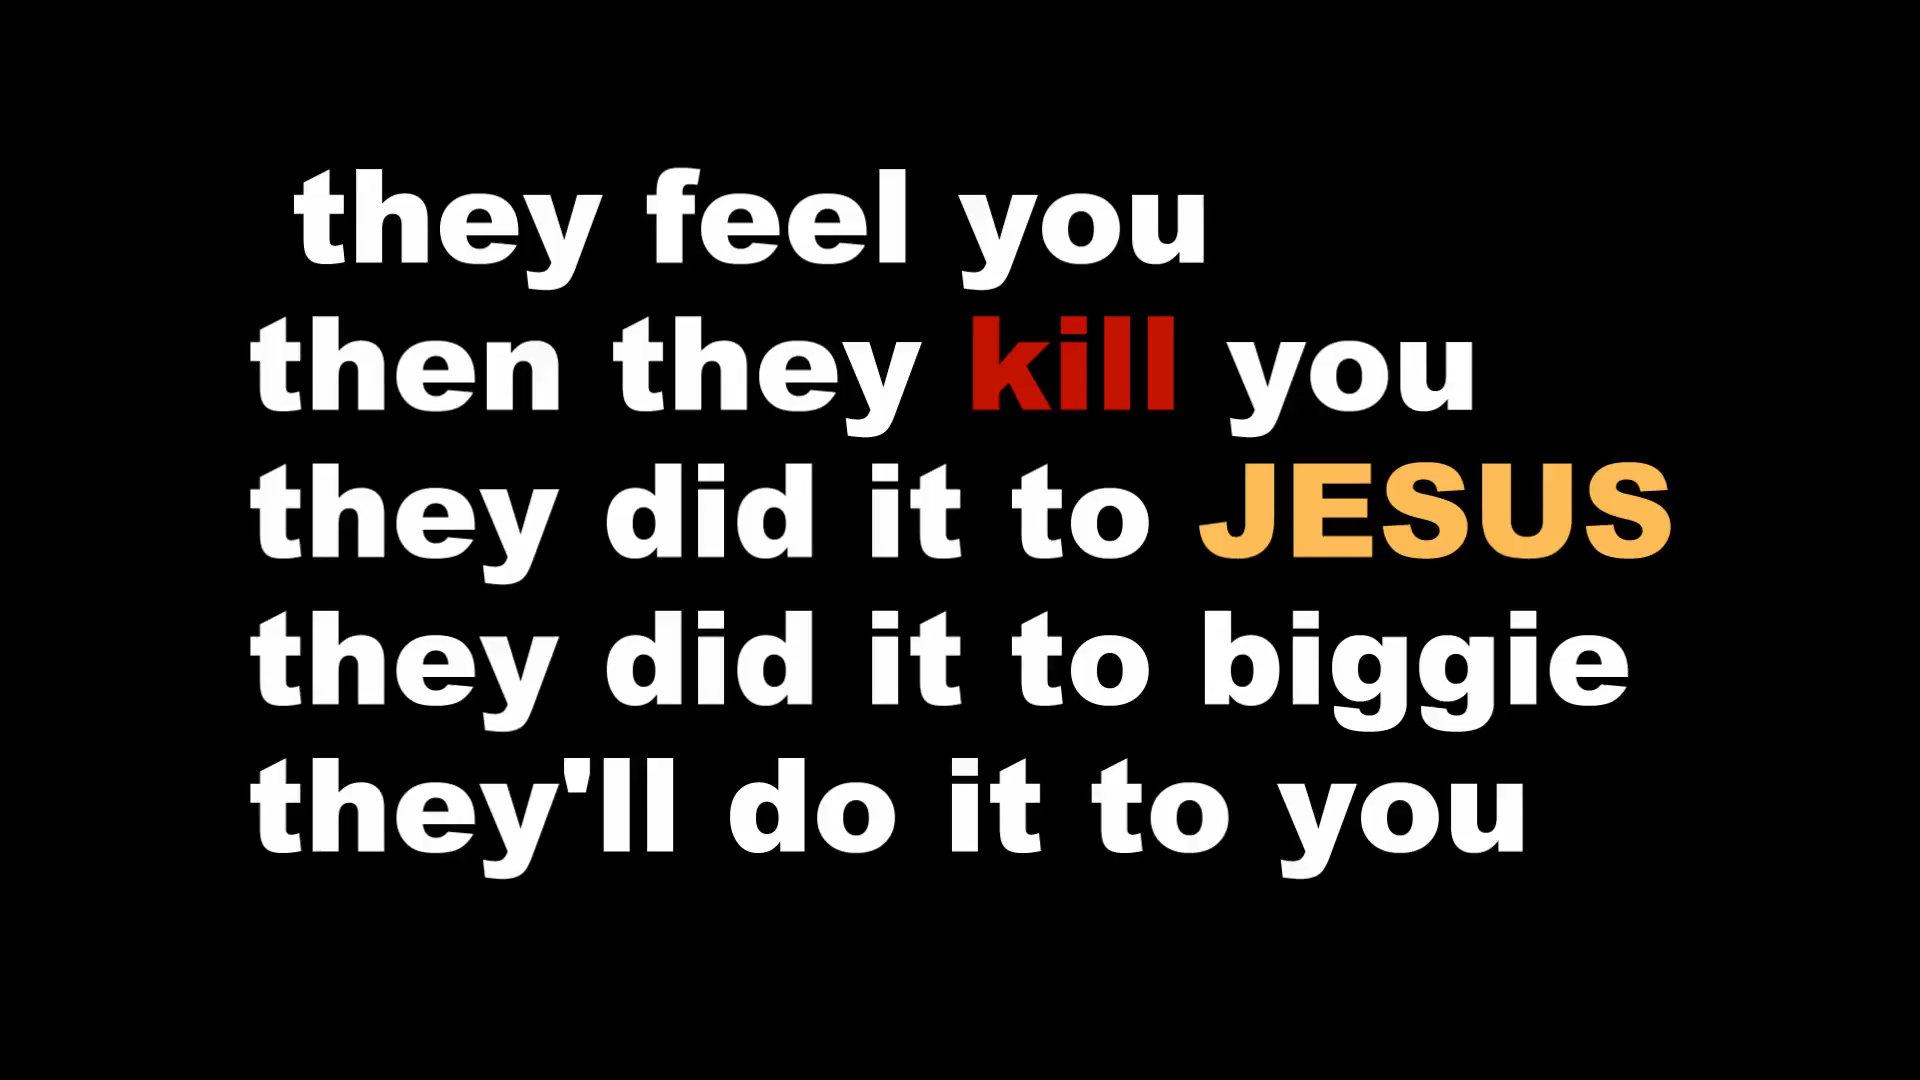 they feel you
then they kill you
they did it to JESUS
they did it to biggie
they'll do it to you